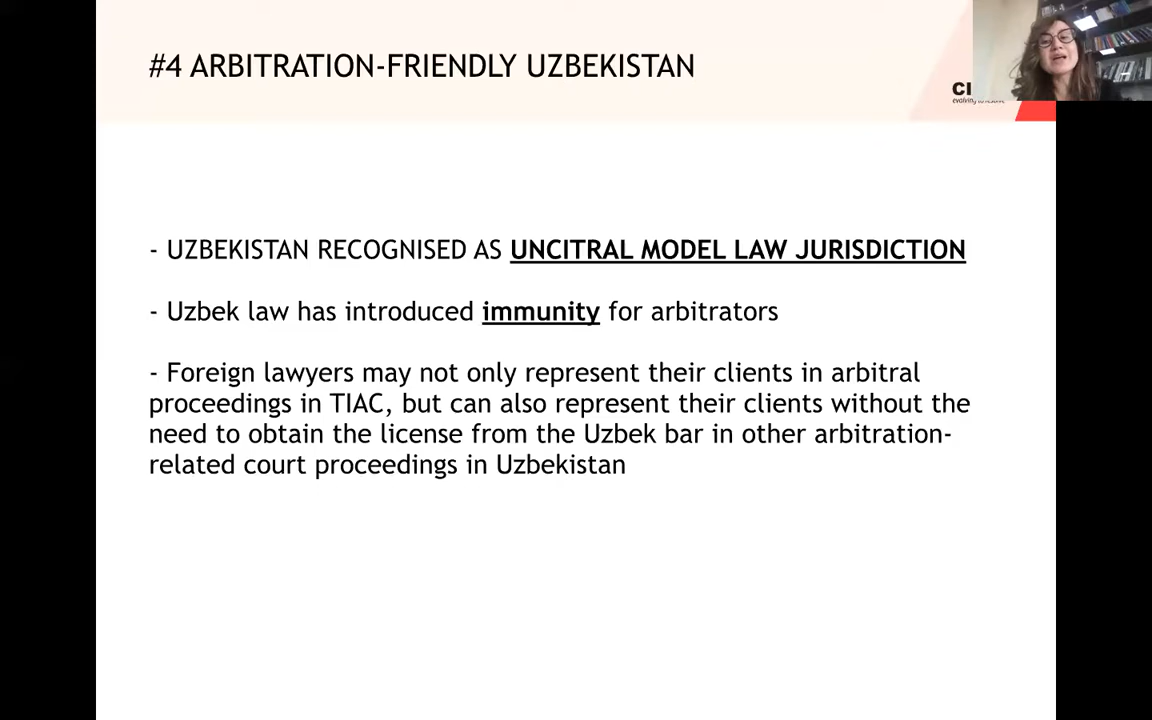 #4 ARBITRATION-FRIENDLY UZBEKISTAN
CI
evolving to resolve
- UZBEKISTAN RECOGNISED AS UNCITRAL MODEL LAW JURISDICTION
- Uzbek law has introduced immunity for arbitrators
- Foreign lawyers may not only represent their clients in arbitral
proceedings in TIAC, but can also represent their clients without the
need to obtain the license from the Uzbek bar in other arbitration-
related court proceedings in Uzbekistan